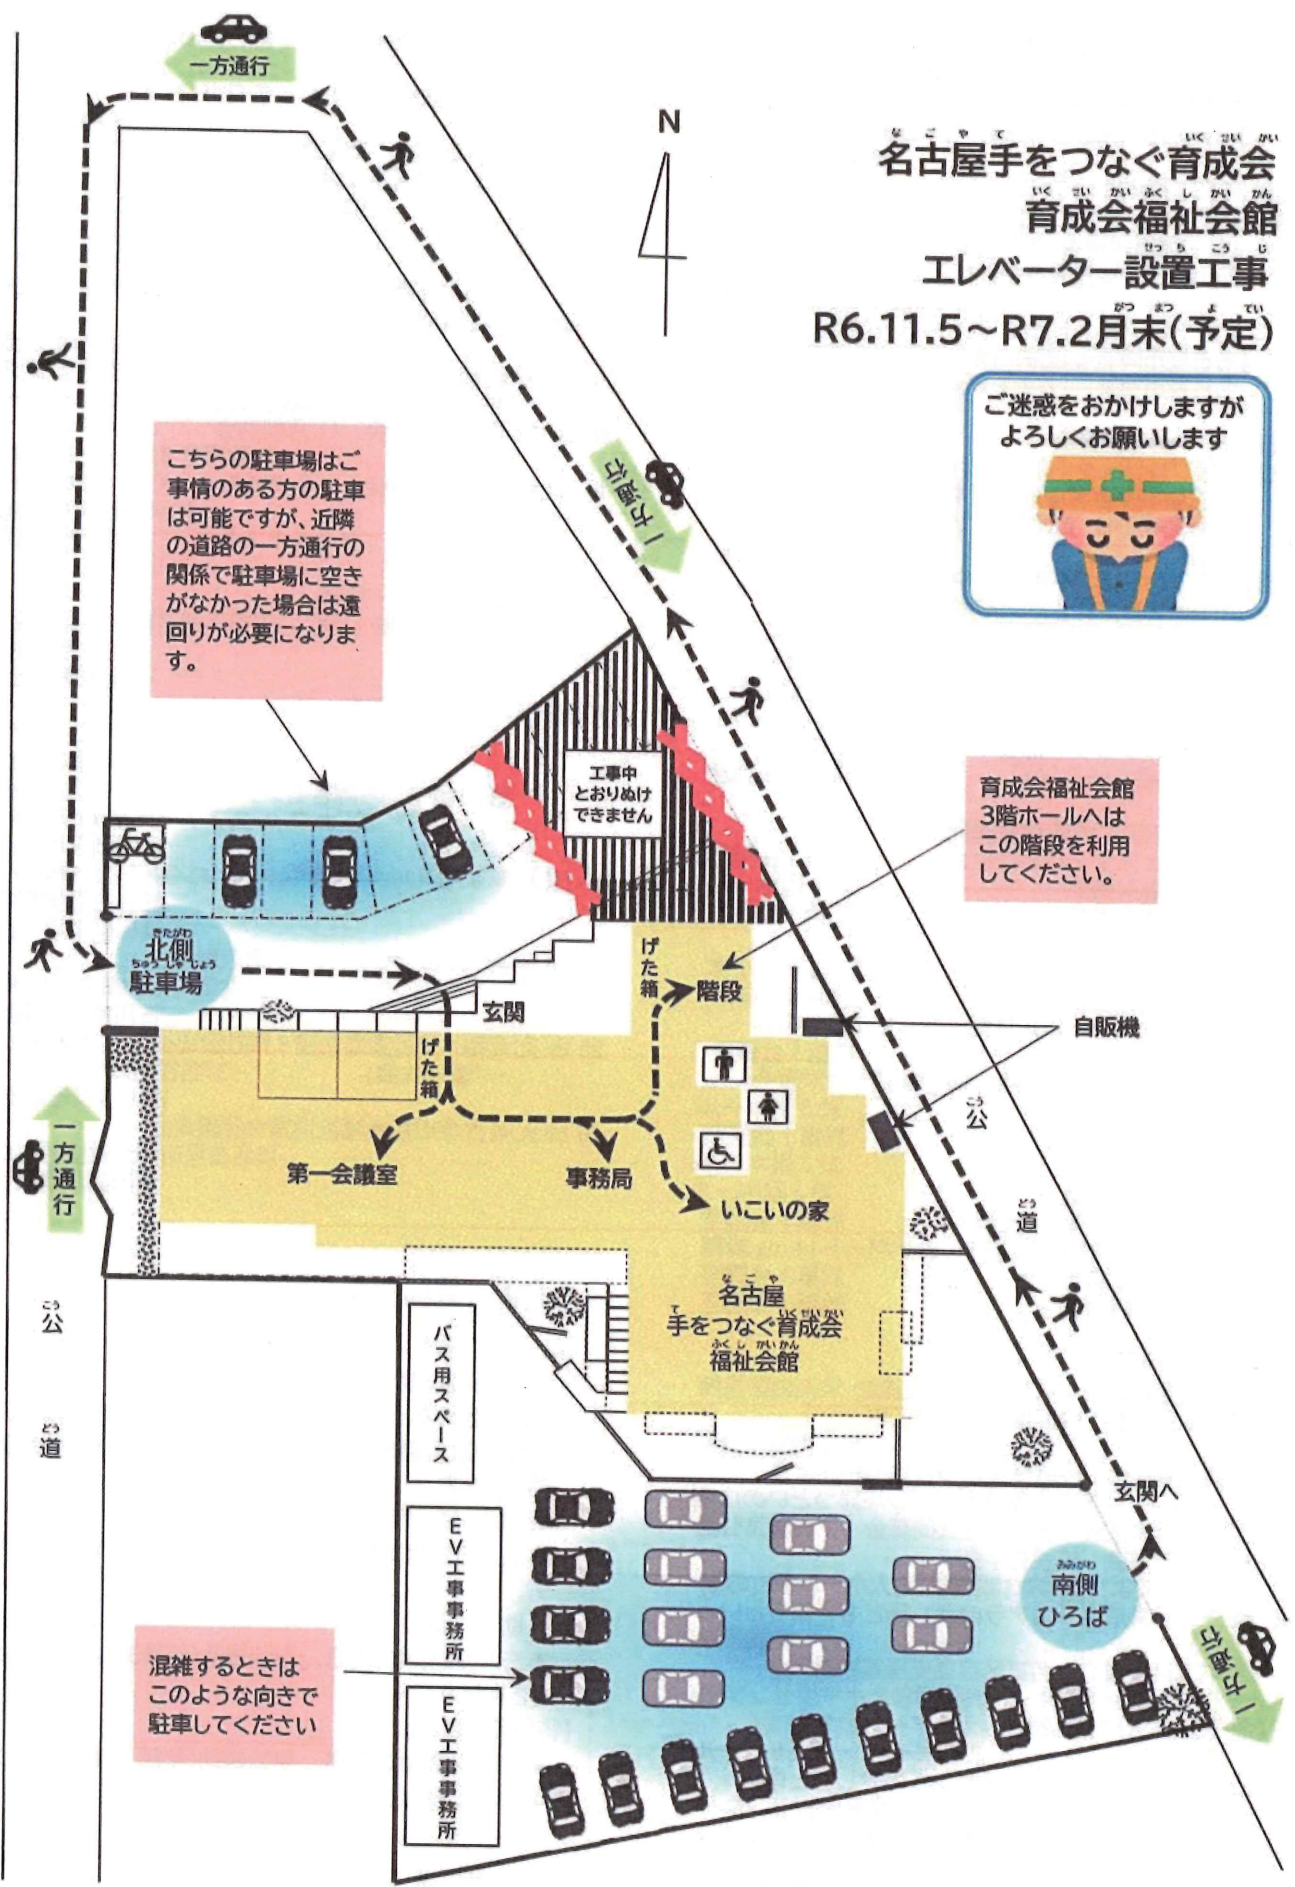 一方通行
N
名古屋手をつなぐ育成会
育成会福祉会館
エレベーター設置工事
R6.11.5～R7.2月末(予定)
ご迷惑をおかけしますが
よろしくお願いします
こちらの駐車場はご
事情のある方の駐車
は可能ですが、近隣
の道路の一方通行の
関係で駐車場に空き
がなかった場合は遠
回りが必要になりま
す。
一方通行
工事中
とおりぬけ
できません
育成会福祉会館
3階ホールへは
この階段を利用
してください。
北側
駐車場
玄関
げた箱
げた箱
階段
自販機
第一会議室
事務局
いこいの家
一方通行
公
道
公
道
名古屋
手をつなぐ育成会
福祉会館
バス用スペース
EV工事事務所
EV工事事務所
玄関へ
南側
ひろば
一方通行
混雑するときは
このような向きで
駐車してください